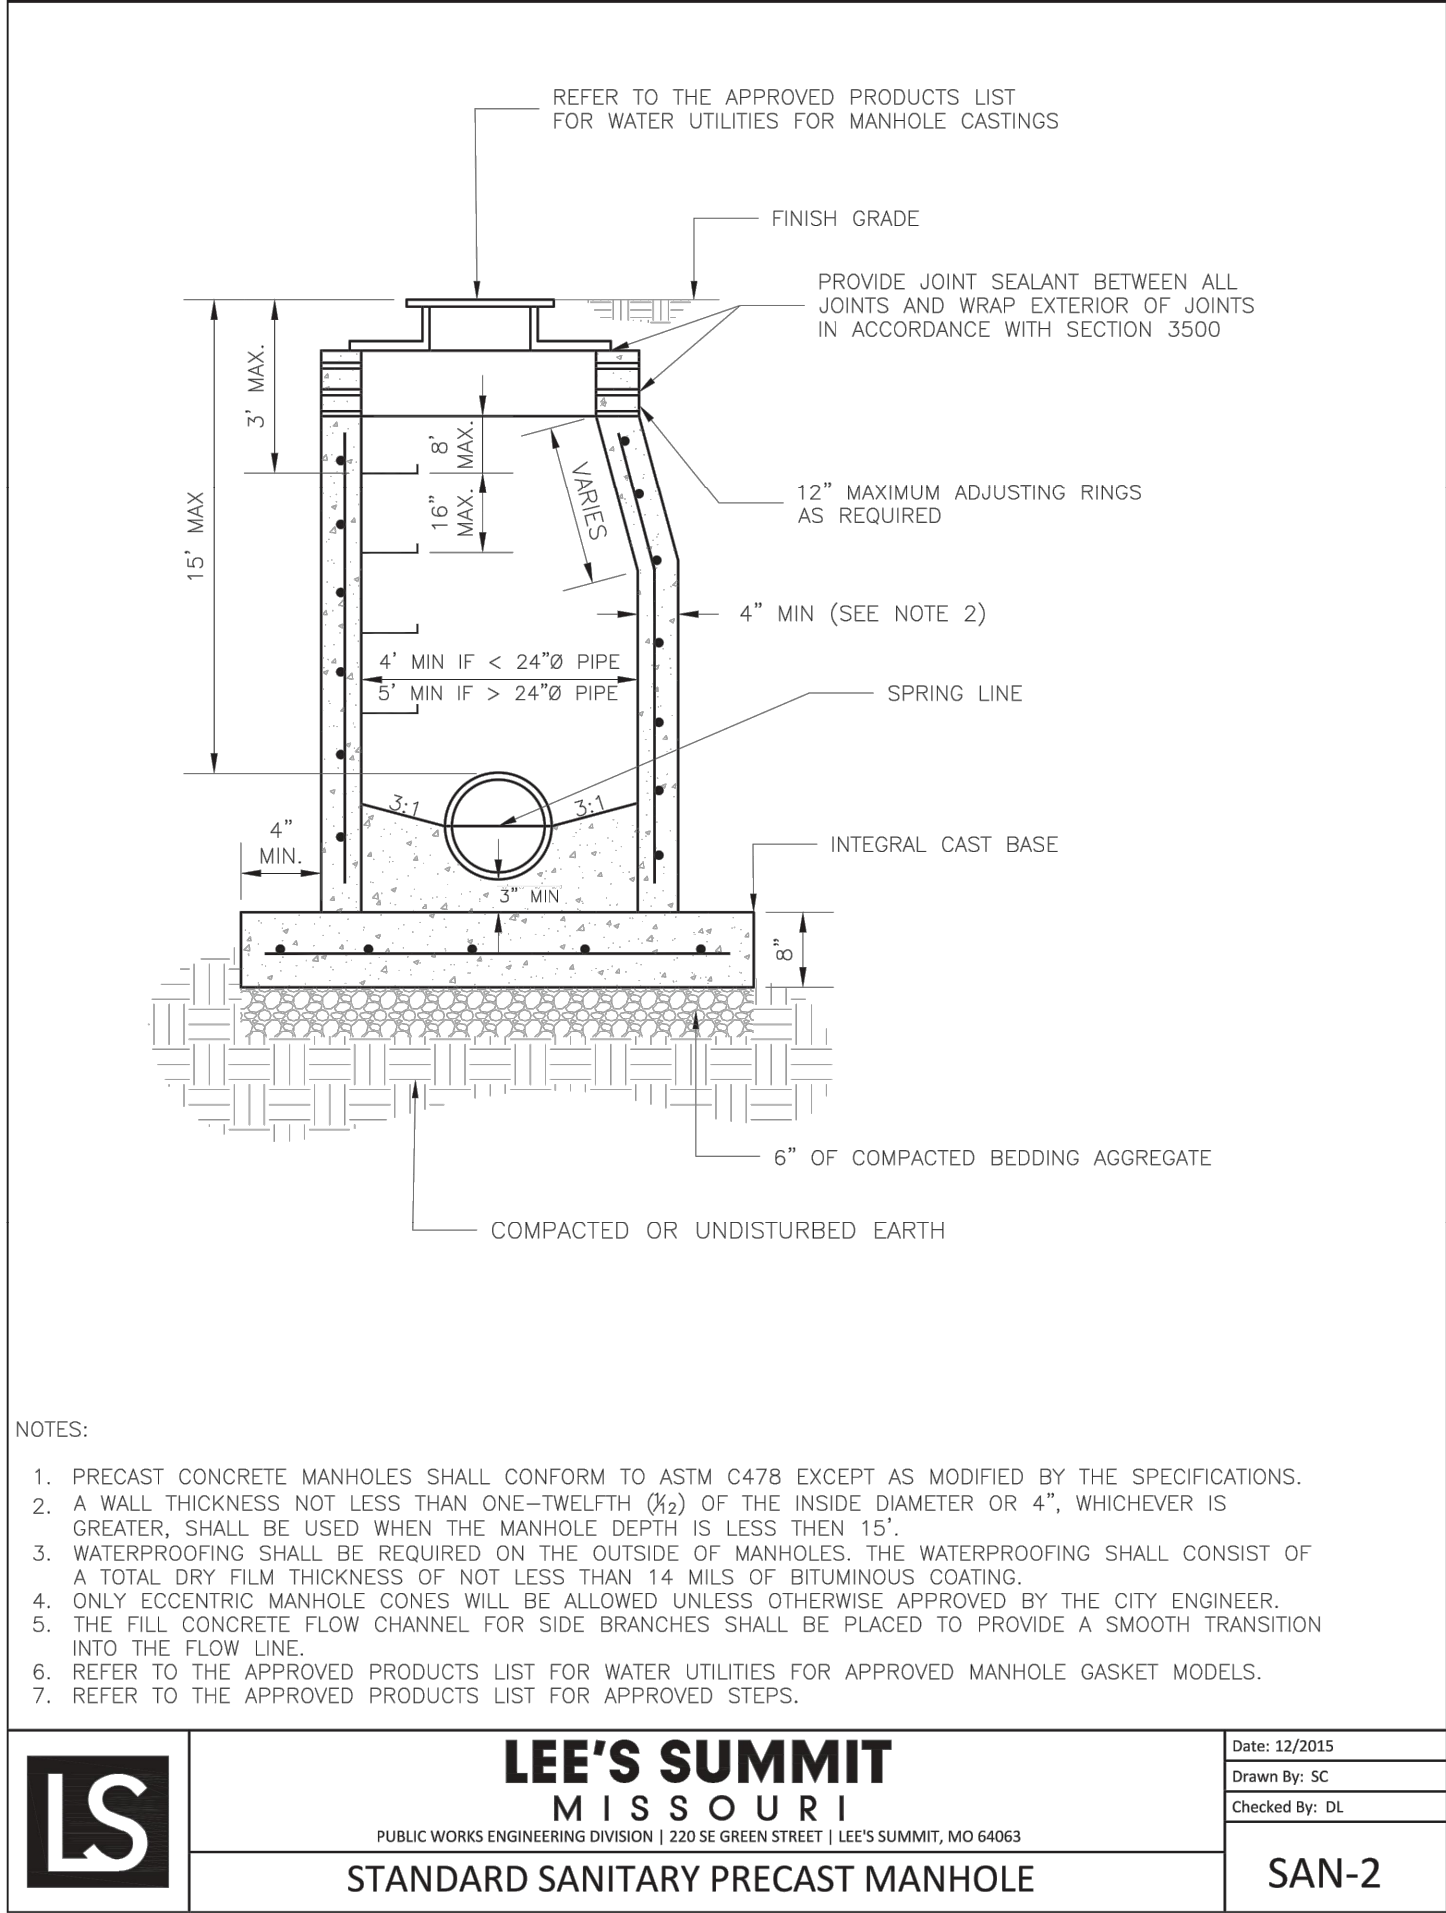 REFER TO THE APPROVED PRODUCTS LIST
FOR WATER UTILITIES FOR MANHOLE CASTINGS
FINISH GRADE
PROVIDE JOINT SEALANT BETWEEN ALL
JOINTS AND WRAP EXTERIOR OF JOINTS
IN ACCORDANCE WITH SECTION 3500
3' MAX.
8'
MAX.
VARIES
16"
MAX.
12" MAXIMUM ADJUSTING RINGS
AS REQUIRED
15' MAX
4" MIN (SEE NOTE 2)
4' MIN IF < 24"Ø PIPE
5' MIN IF > 24"Ø PIPE
SPRING LINE
3:1
3:1
4"
MIN.
INTEGRAL CAST BASE
3" MIN
8"
6" OF COMPACTED BEDDING AGGREGATE
COMPACTED OR UNDISTURBED EARTH
NOTES:
1. PRECAST CONCRETE MANHOLES SHALL CONFORM TO ASTM C478 EXCEPT AS MODIFIED BY THE SPECIFICATIONS.
2. A WALL THICKNESS NOT LESS THAN ONE-TWELFTH (1/12) OF THE INSIDE DIAMETER OR 4", WHICHEVER IS
GREATER, SHALL BE USED WHEN THE MANHOLE DEPTH IS LESS THEN 15'.
3. WATERPROOFING SHALL BE REQUIRED ON THE OUTSIDE OF MANHOLES. THE WATERPROOFING SHALL CONSIST OF
A TOTAL DRY FILM THICKNESS OF NOT LESS THAN 14 MILS OF BITUMINOUS COATING.
4. ONLY ECCENTRIC MANHOLE CONES WILL BE ALLOWED UNLESS OTHERWISE APPROVED BY THE CITY ENGINEER.
5. THE FILL CONCRETE FLOW CHANNEL FOR SIDE BRANCHES SHALL BE PLACED TO PROVIDE A SMOOTH TRANSITION
INTO THE FLOW LINE.
6. REFER TO THE APPROVED PRODUCTS LIST FOR WATER UTILITIES FOR APPROVED MANHOLE GASKET MODELS.
7. REFER TO THE APPROVED PRODUCTS LIST FOR APPROVED STEPS.
LS
LEE'S SUMMIT
MISSOURI
PUBLIC WORKS ENGINEERING DIVISION | 220 SE GREEN STREET | LEE'S SUMMIT, MO 64063
STANDARD SANITARY PRECAST MANHOLE
Date: 12/2015
Drawn By: SC
Checked By: DL
SAN-2